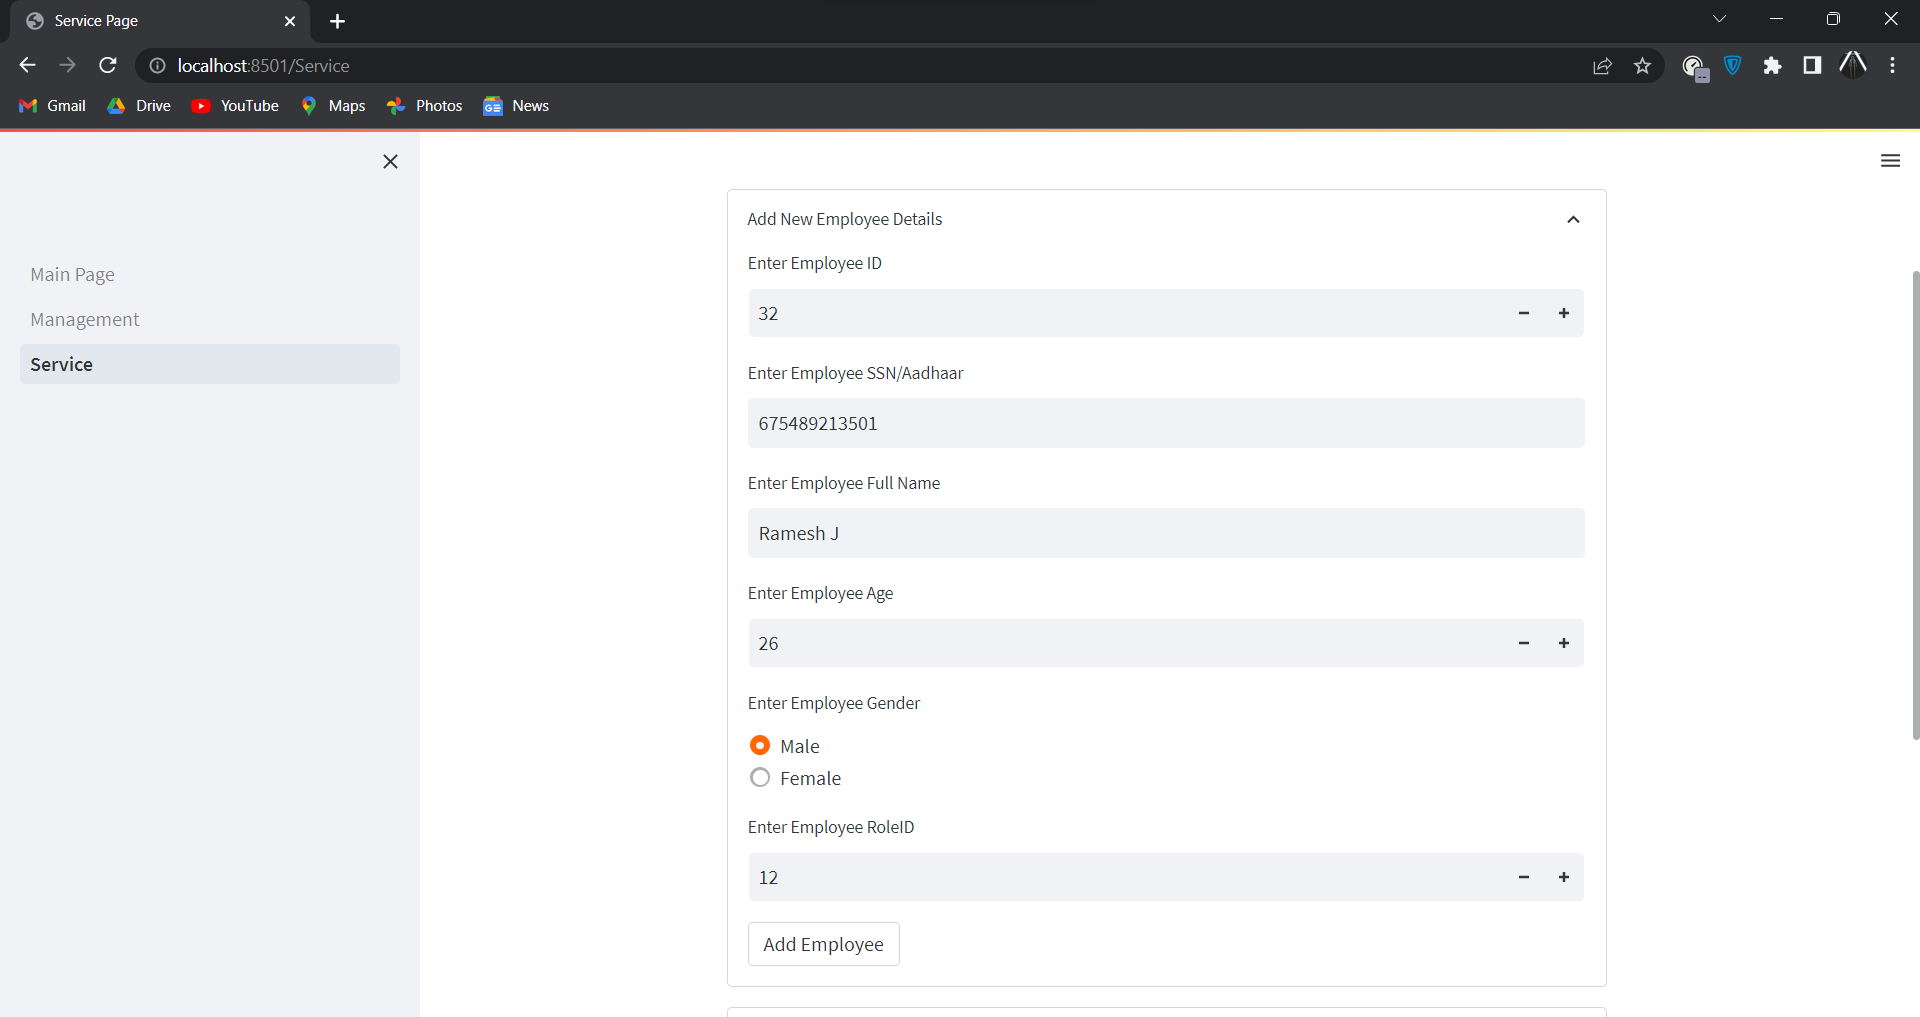 Service Page
localhost:8501/Service
Gmail Drive YouTube Maps Photos GE News
Main Page
Management
Service
Add New Employee Details
Enter Employee ID
32
Enter Employee SSN/Aadhaar
675489213501
Enter Employee Full Name
Ramesh J
Enter Employee Age
26
Enter Employee Gender
Male
Female
Enter Employee RoleID
12
Add Employee